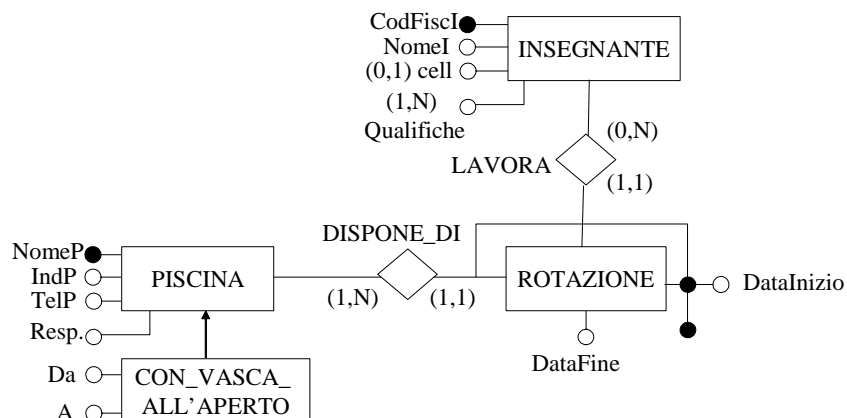 CodFiscI
NomeI
INSEGNANTE
(0,1) cell
(1,N)
Qualifiche
(0,N)
LAVORA
(1,1)
DISPONE_DI
NomeP
IndP
PISCINA
TelP
(1,N)
(1,1)
ROTAZIONE
DataInizio
Resp.
DataFine
Da
CON_VASCA_
ALL'APERTO
A